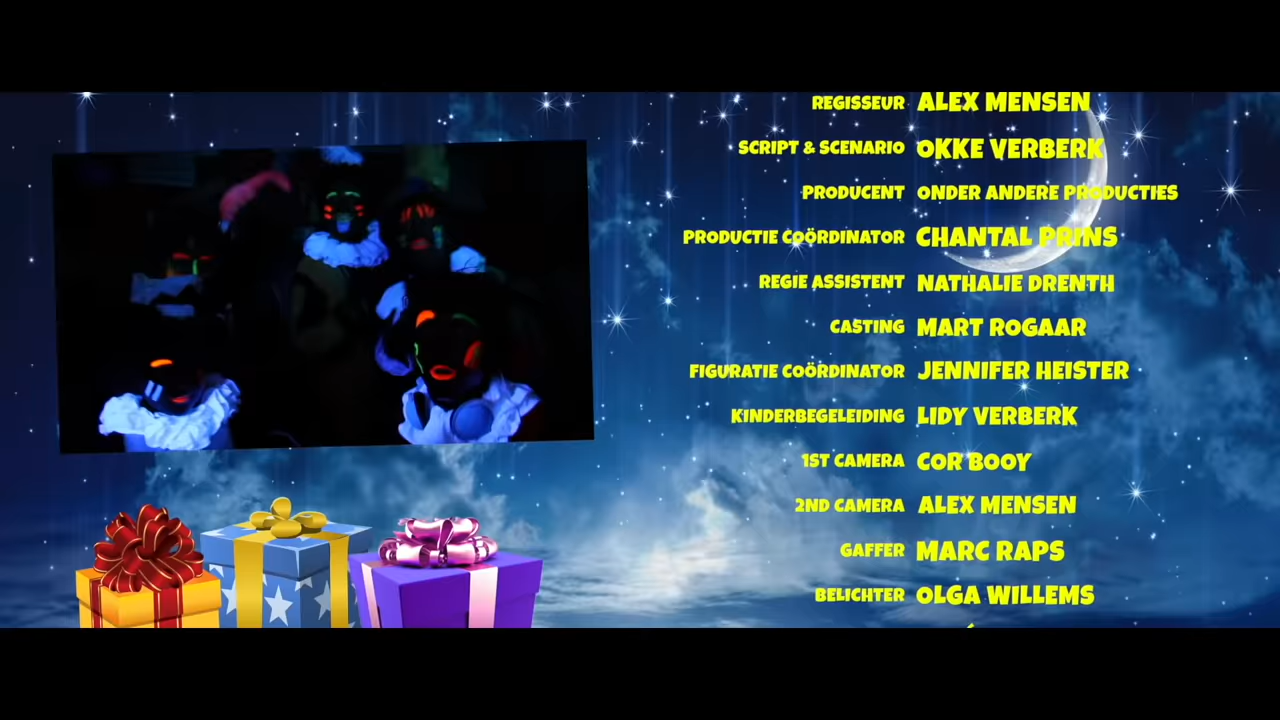 REGISSEUR ALEX MENSEN
SCRIPT & SCENARIO OKKE VERBERK
PRODUCENT ONDER ANDERE PRODUCTIES
PRODUCTIE COÖRDINATOR CHANTAL PRINS
REGIE ASSISTENT NATHALIE DRENTH
CASTING MART ROGAAR
FIGURATIE COÖRDINATOR JENNIFER HEISTER
KINDERBEGELEIDING LIDY VERBERK
1ST CAMERA COR BOOY
2ND CAMERA ALEX MENSEN
GAFFER MARC RAPS
BELICHTER OLGA WILLEMS